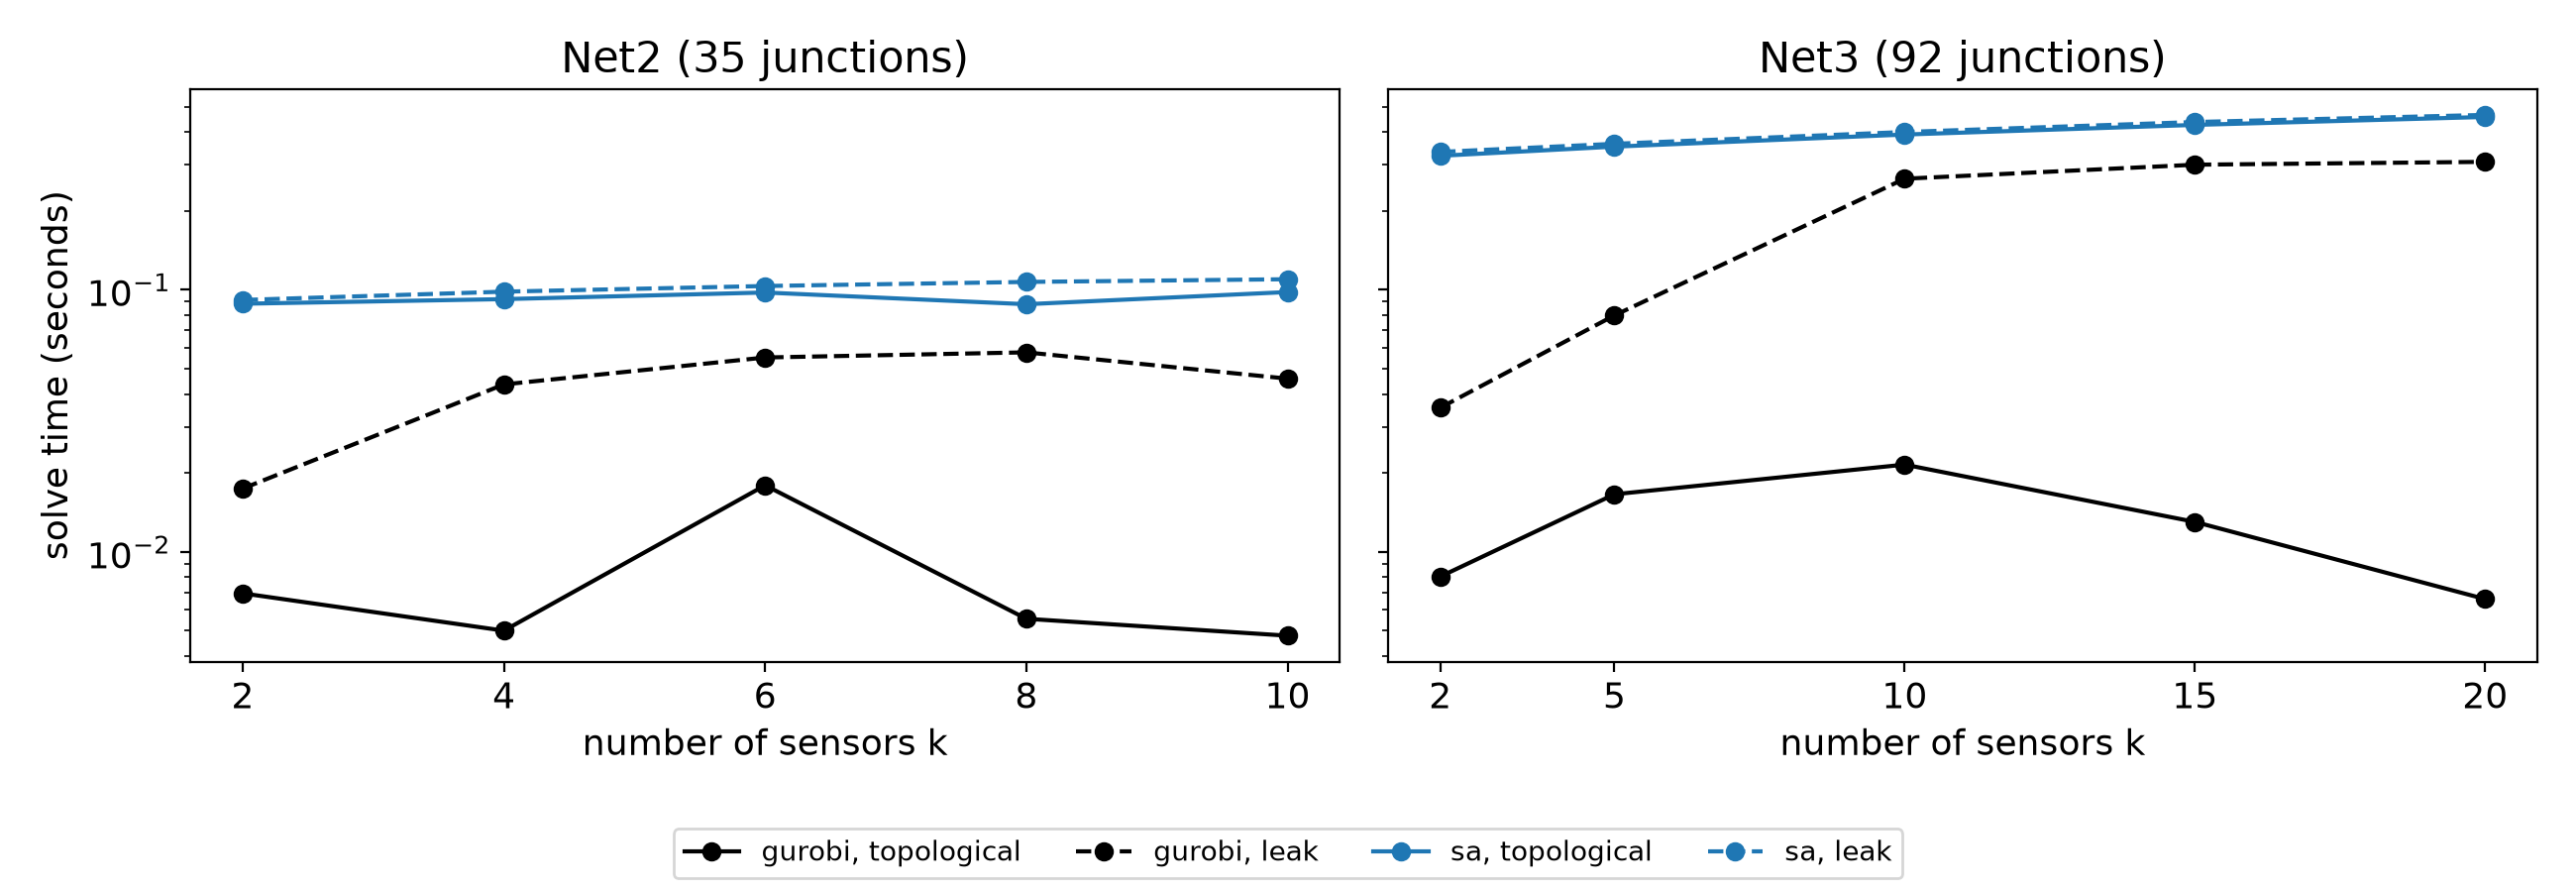 Net2 (35 junctions)
Net3 (92 junctions)
solve time (seconds)
10⁻¹
10⁻²
2 4 6 8 10
2 5 10 15 20
number of sensors k
number of sensors k
gurobi, topological
gurobi, leak
sa, topological
sa, leak